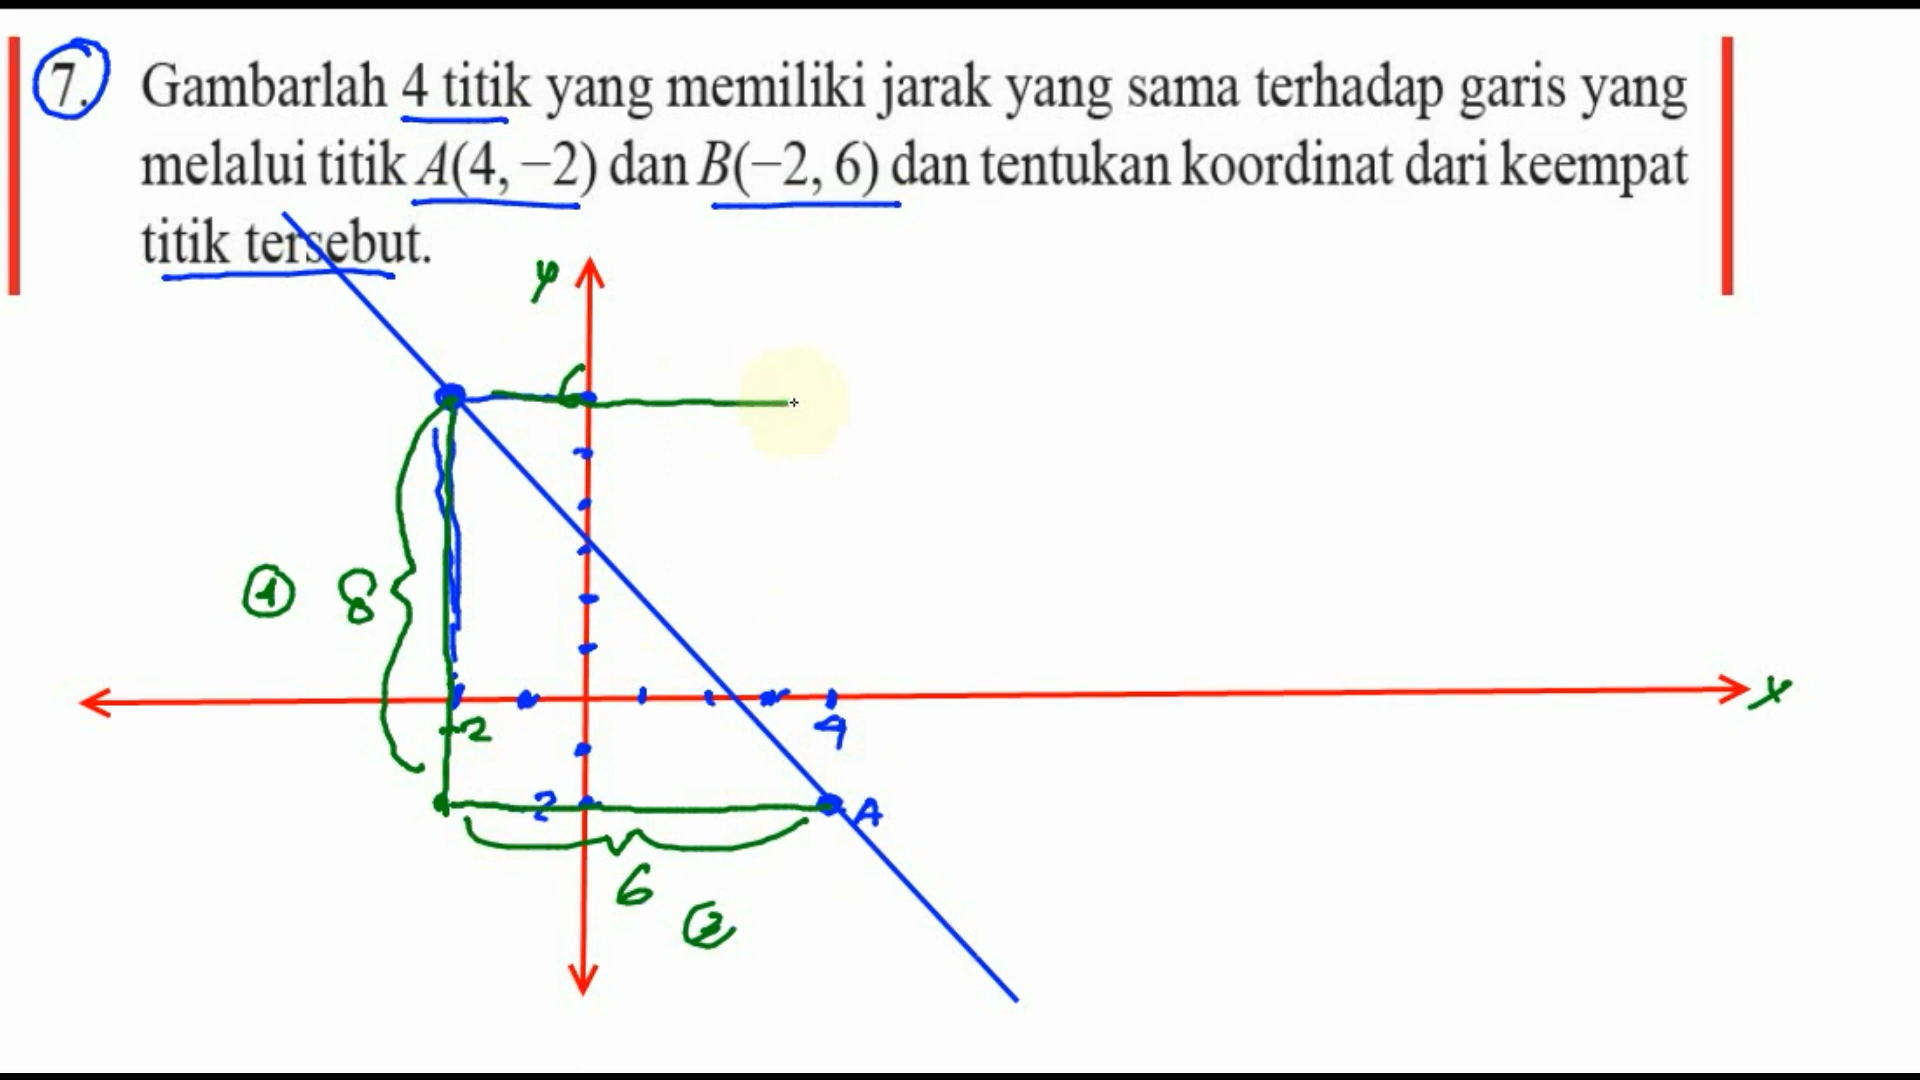 7. Gambarlah 4 titik yang memiliki jarak yang sama terhadap garis yang
melalui titik A(4, −2) dan B(−2, 6) dan tentukan koordinat dari keempat
titik tersebut.
y
6
1 8
x
-2
4
2 A
6
2